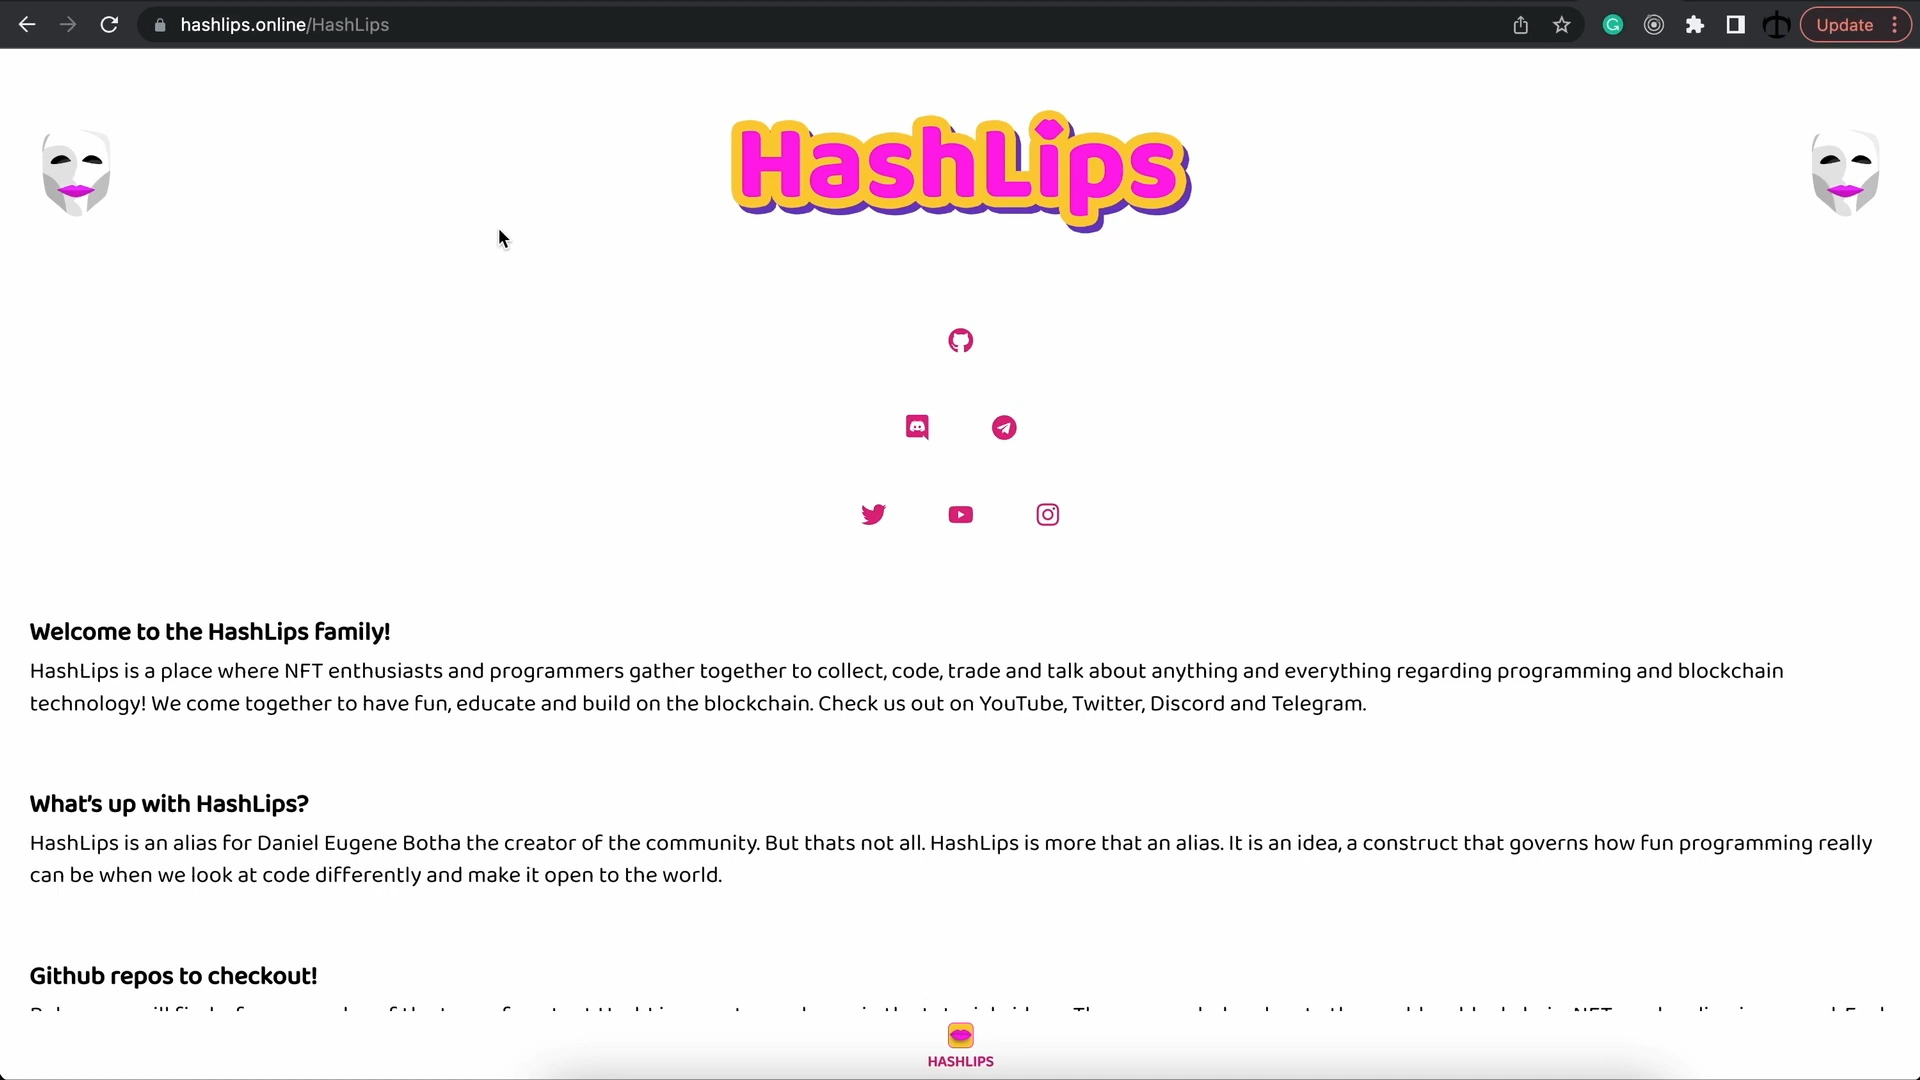 hashlips.online/HashLips
Update
HashLips
Welcome to the HashLips family!
HashLips is a place where NFT enthusiasts and programmers gather together to collect, code, trade and talk about anything and everything regarding programming and blockchain
technology! We come together to have fun, educate and build on the blockchain. Check us out on YouTube, Twitter, Discord and Telegram.
What's up with HashLips?
HashLips is an alias for Daniel Eugene Botha the creator of the community. But thats not all. HashLips is more that an alias. It is an idea, a construct that governs how fun programming really
can be when we look at code differently and make it open to the world.
Github repos to checkout!
HASHLIPS